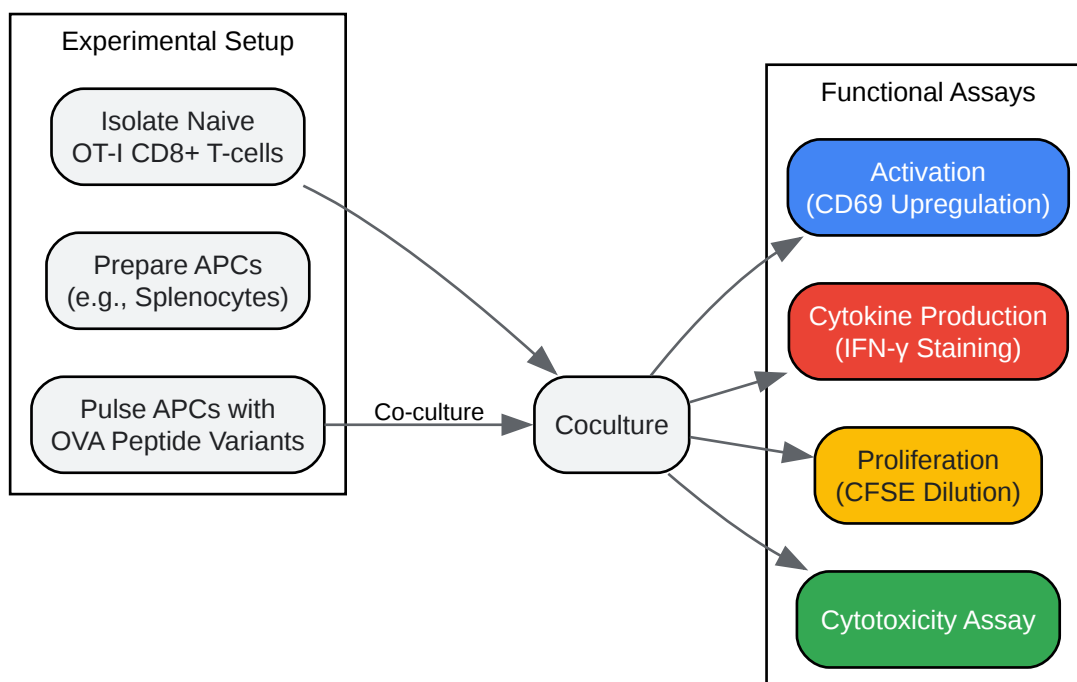 Experimental Setup
Isolate Naive
OT-I CD8+ T-cells
Prepare APCs
(e.g., Splenocytes)
Pulse APCs with
OVA Peptide Variants
Co-culture
Coculture
Functional Assays
Activation
(CD69 Upregulation)
Cytokine Production
(IFN-γ Staining)
Proliferation
(CFSE Dilution)
Cytotoxicity Assay